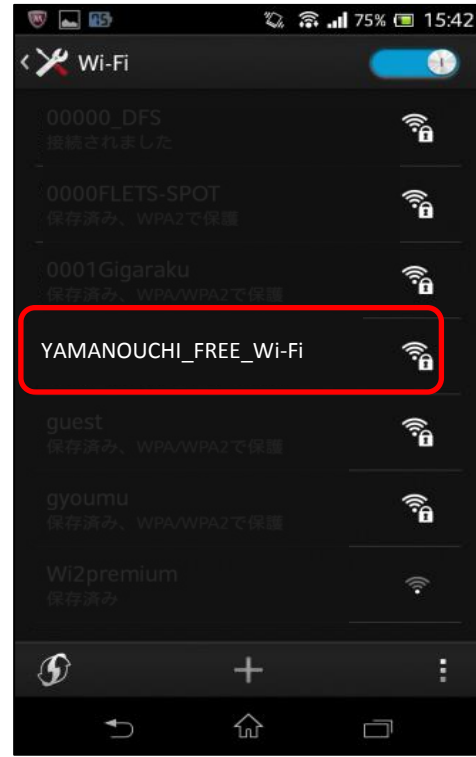 75% 15:42
Wi-Fi
00000_DFS
接続されました
0000FLETS-SPOT
保存済み、WPA2で保護
0001Gigaraku
保存済み、WPA/WPA2で保護
YAMANOUCHI_FREE_Wi-Fi
guest
保存済み、WPA/WPA2で保護
gyoumu
保存済み、WPA/WPA2で保護
Wi2premium
保存済み